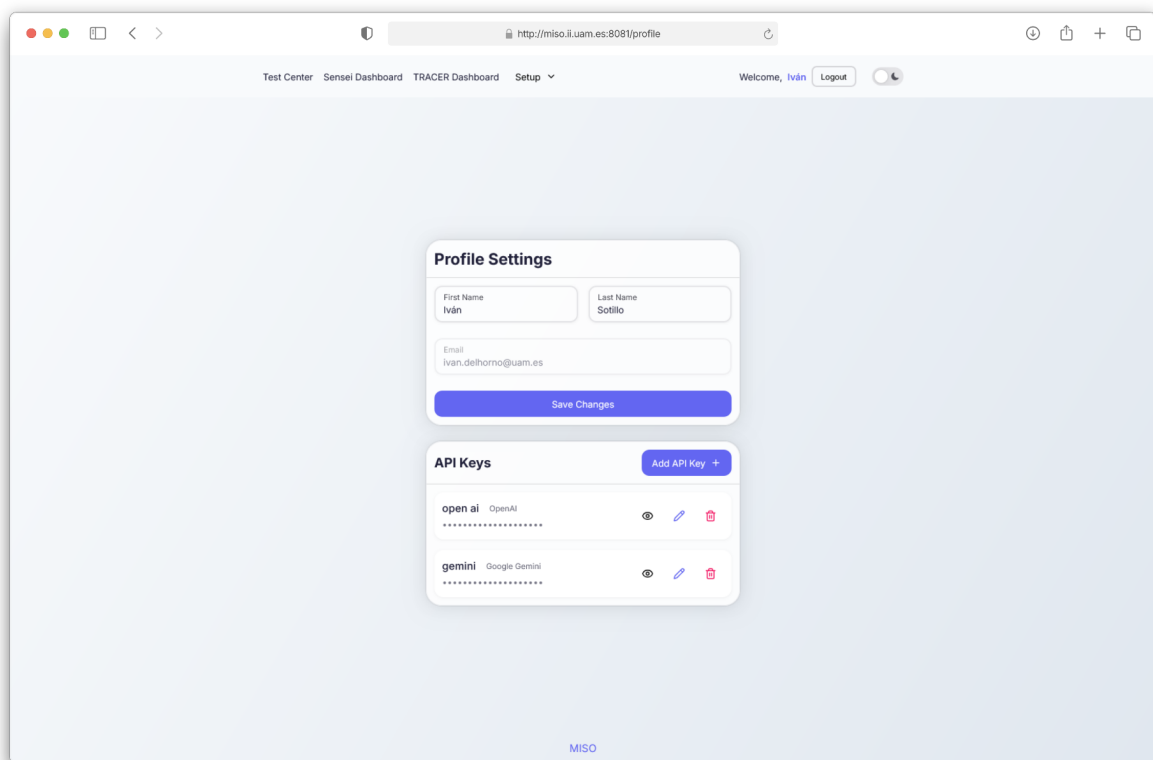 http://miso.ii.uam.es:8081/profile
Test Center Sensei Dashboard TRACER Dashboard Setup Welcome, Iván Logout
Profile Settings
First Name Last Name
Iván Sotillo
Email
ivan.delhorno@uam.es
Save Changes
API Keys Add API Key +
open ai OpenAI
••••••••••••••••••••
gemini Google Gemini
••••••••••••••••••••
MISO